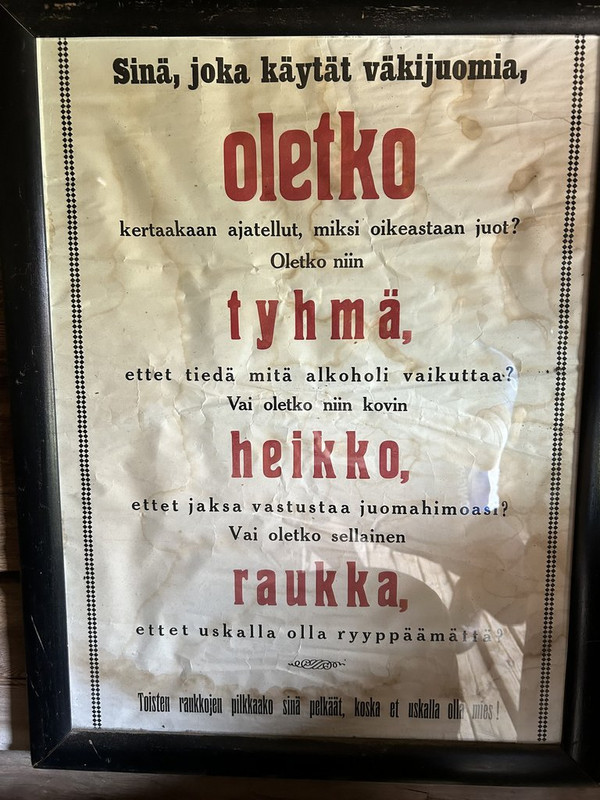 Sinä, joka käytät väkijuomia,
oletko
kertaakaan ajatellut, miksi oikeastaan juot?
Oletko niin
tyhmä,
ettet tiedä mitä alkoholi vaikuttaa?
Vai oletko niin kovin
heikko,
ettet jaksa vastustaa juomahimoasi?
Vai oletko sellainen
raukka,
ettet uskalla olla ryyppäämättä?
Toisten raukkojen pilkkaako sinä pelkäät, koska et uskalla olla mies!